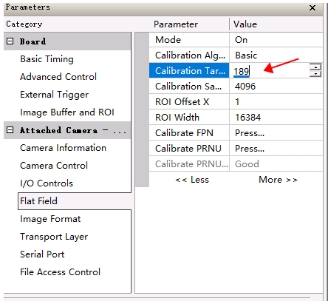 Parameters
Category
Parameter Value
Board
Basic Timing
Advanced Control
External Trigger
Image Buffer and ROI
Attached Camera - ...
Camera Information
Camera Control
I/O Controls
Flat Field
Image Format
Transport Layer
Serial Port
File Access Control
Mode On
Calibration Alg... Basic
Calibration Tar... 189
Calibration Sa... 4096
ROI Offset X 1
ROI Width 16384
Calibrate FPN Press...
Calibrate PRNU Press...
Calibrate PRNU... Good
<< Less More >>